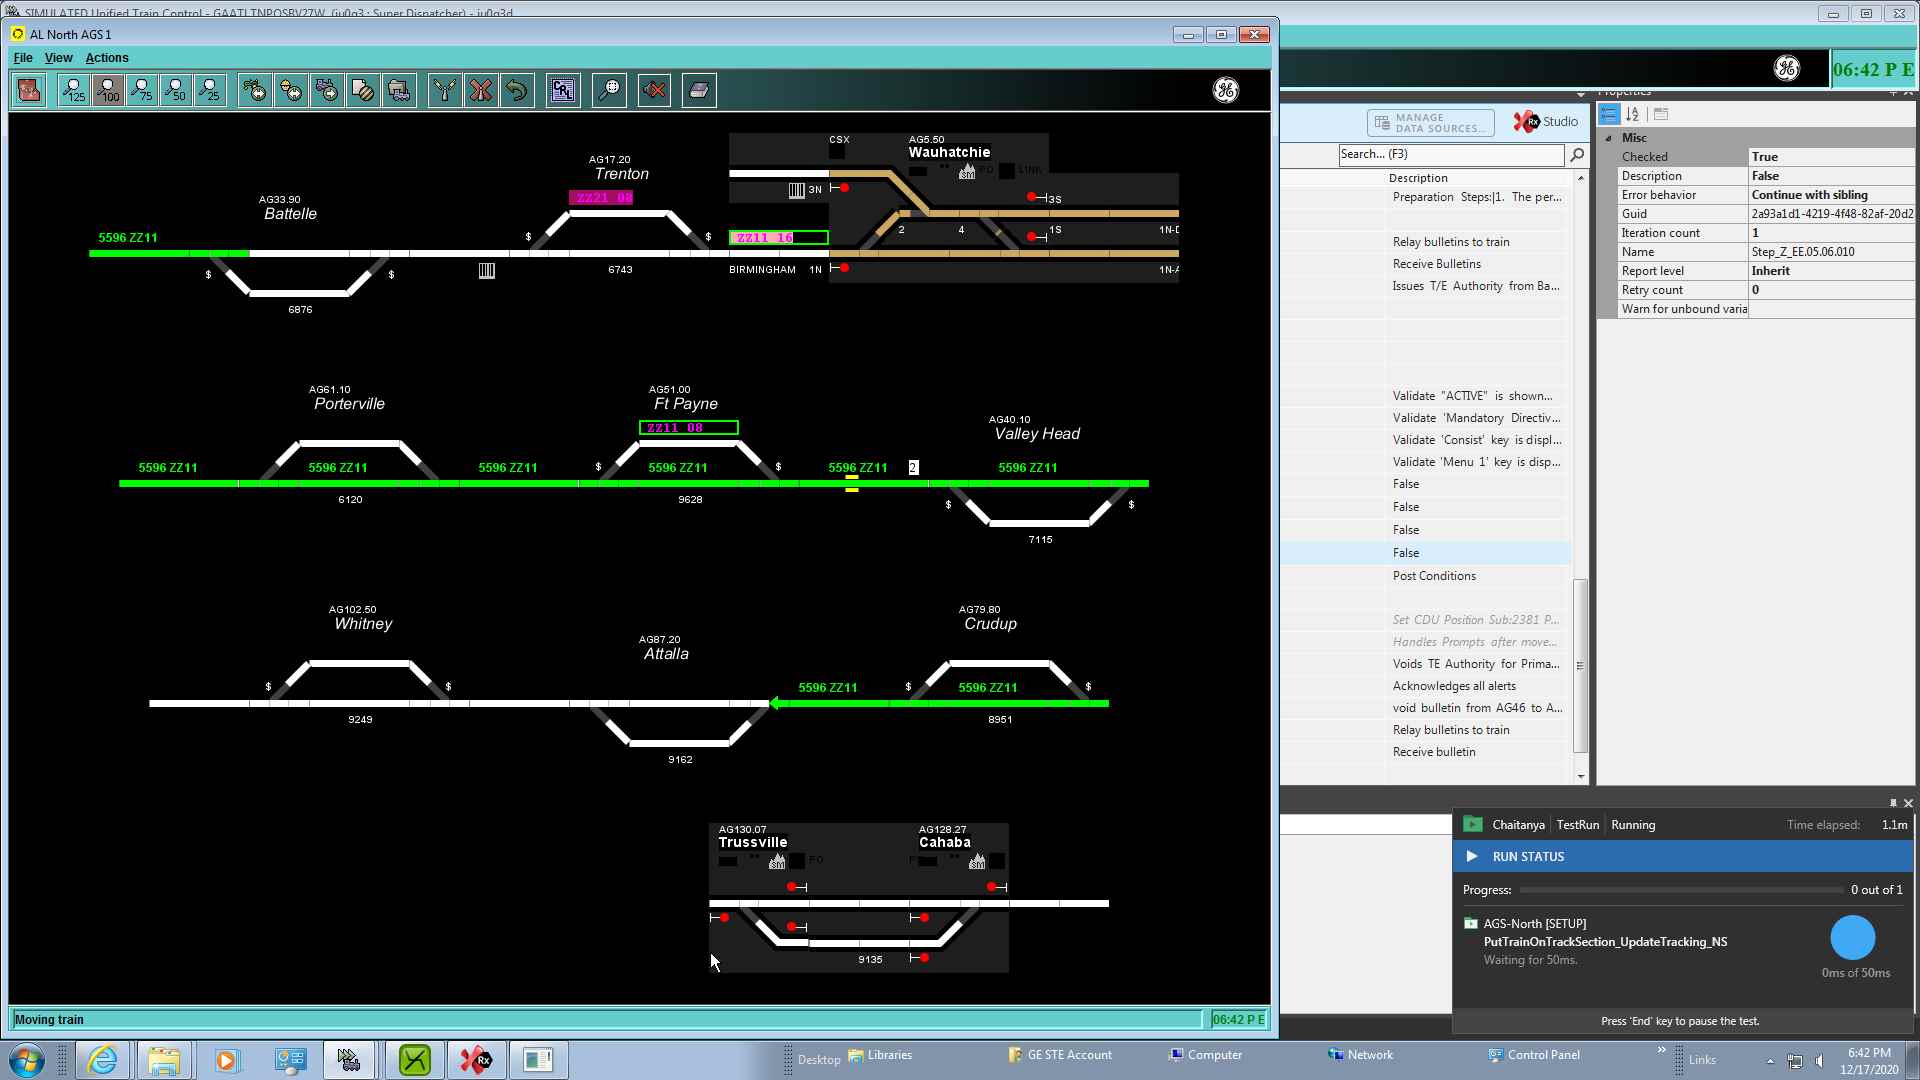 SIMULATED Unified Train Control - GAATLTNPOSBV27W (ju0g3 : Super Dispatcher) - ju0g3d
AL North AGS 1
File View Actions
125 100 75 50 25
CRL
06:42 P E
CSX
AG5.50
Wauhatchie
LINK
SM
AG17.20
Trenton
3N
3S
ZZ21 08
AG33.90
Battelle
2 4 1S 1N-D
5596 ZZ11
$ $
ZZ11 16
6743
BIRMINGHAM 1N
1N-A
$ $
6876
AG61.10
Porterville
AG51.00
Ft Payne
ZZ11 08
AG40.10
Valley Head
5596 ZZ11
5596 ZZ11
5596 ZZ11
$
5596 ZZ11
$
5596 ZZ11
2
5596 ZZ11
6120
9628
$ $
7115
AG102.50
Whitney
AG87.20
Attalla
AG79.80
Crudup
$ $
5596 ZZ11
$
5596 ZZ11
$
9249
8951
9162
AG130.07
Trussville
SM
PO
AG128.27
Cahaba
SM
9135
Moving train
06:42 P E
MANAGE
DATA SOURCES...
Rx Studio
Search... (F3)
Description
Preparation Steps:|1. The per...
Relay bulletins to train
Receive Bulletins
Issues T/E Authority from Ba...
Validate "ACTIVE" is shown...
Validate 'Mandatory Directiv...
Validate 'Consist' key is displ...
Validate 'Menu 1' key is disp...
False
False
False
False
Post Conditions
Set CDU Position Sub:2381 P...
Handles Prompts after move...
Voids TE Authority for Prima...
Acknowledges all alerts
void bulletin from AG46 to A...
Relay bulletins to train
Receive bulletin
Properties
Misc
Checked True
Description False
Error behavior Continue with sibling
Guid 2a93a1d1-4219-4f48-82af-20d2
Iteration count 1
Name Step_Z_EE.05.06.010
Report level Inherit
Retry count 0
Warn for unbound varia
Chaitanya TestRun Running Time elapsed: 1.1m
RUN STATUS
Progress: 0 out of 1
AGS-North [SETUP]
PutTrainOnTrackSection_UpdateTracking_NS
Waiting for 50ms.
0ms of 50ms
Press 'End' key to pause the test.
Rx
Desktop Libraries GE STE Account Computer Network Control Panel » Links
6:42 PM
12/17/2020